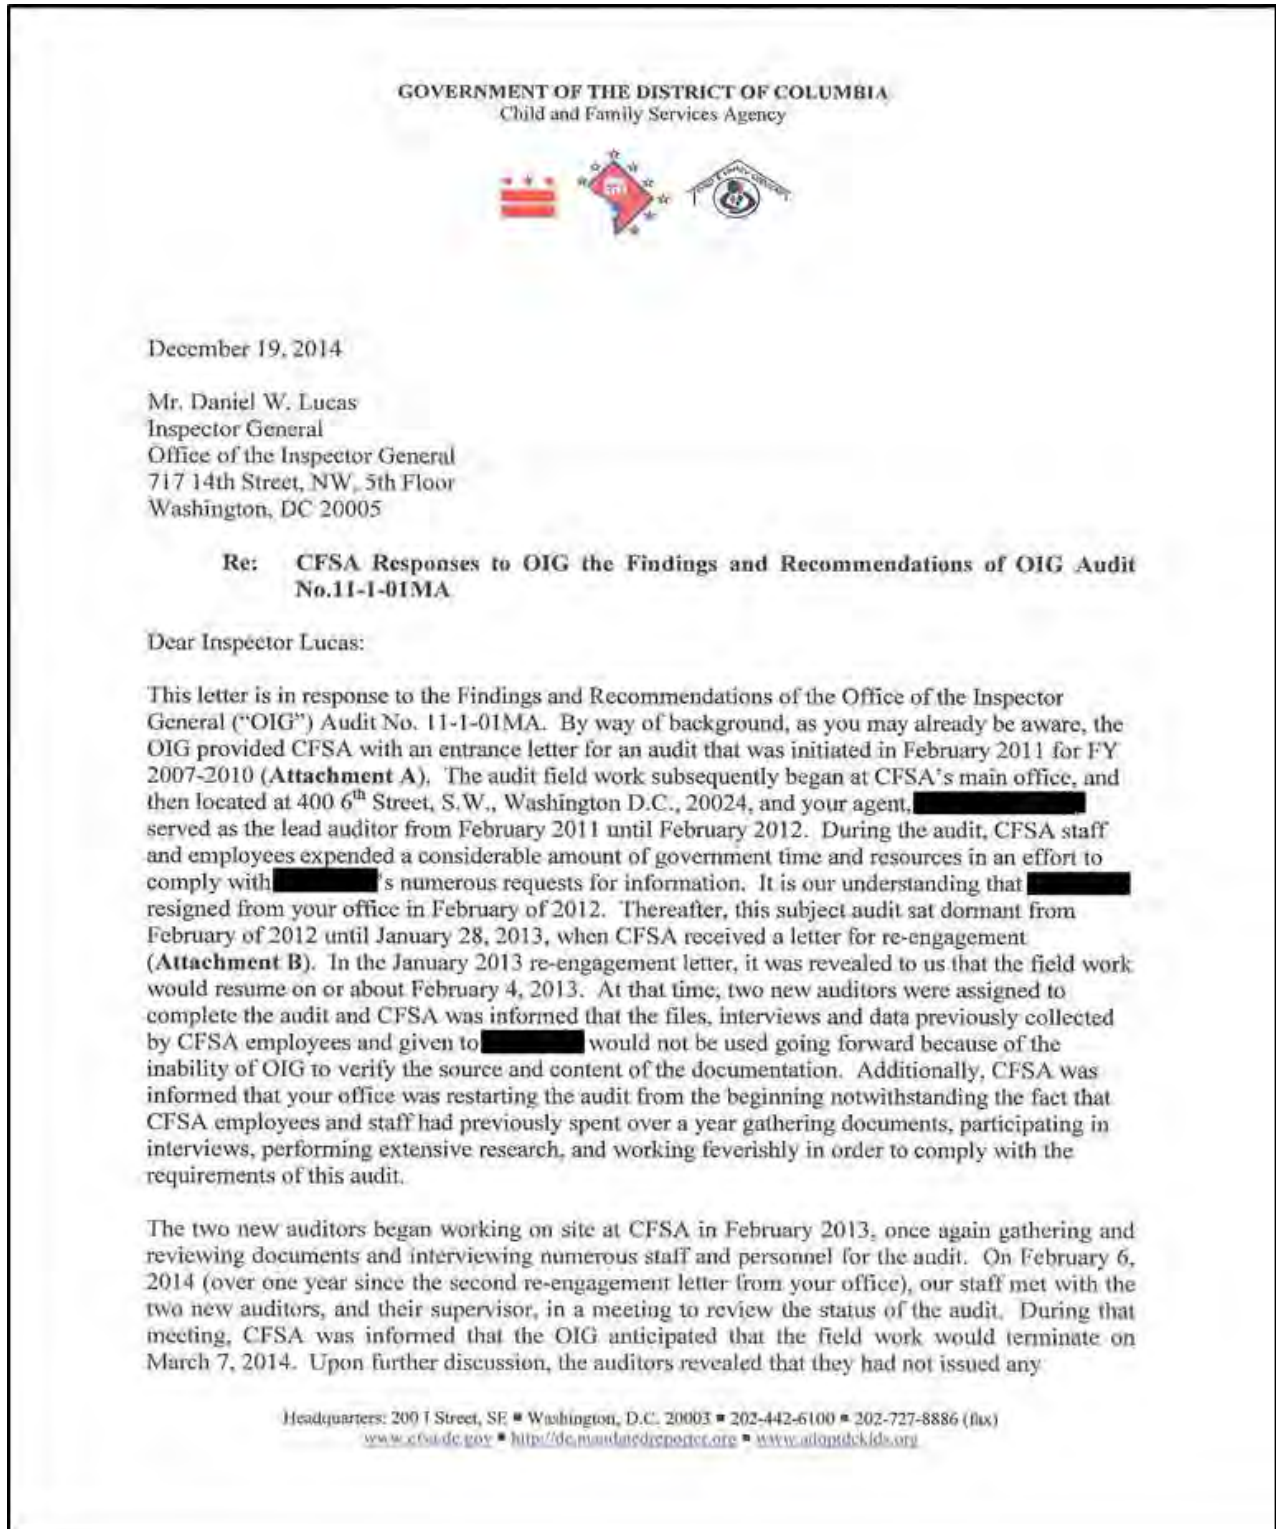 GOVERNMENT OF THE DISTRICT OF COLUMBIA
Child and Family Services Agency
December 19, 2014
Mr. Daniel W. Lucas
Inspector General
Office of the Inspector General
717 14th Street, NW, 5th Floor
Washington, DC 20005
Re: CFSA Responses to OIG the Findings and Recommendations of OIG Audit
No.11-1-01MA
Dear Inspector Lucas:
This letter is in response to the Findings and Recommendations of the Office of the Inspector
General (“OIG”) Audit No. 11-1-01MA. By way of background, as you may already be aware, the
OIG provided CFSA with an entrance letter for an audit that was initiated in February 2011 for FY
2007-2010 (Attachment A). The audit field work subsequently began at CFSA’s main office, and
then located at 400 6th Street, S.W., Washington D.C., 20024, and your agent,
served as the lead auditor from February 2011 until February 2012. During the audit, CFSA staff
and employees expended a considerable amount of government time and resources in an effort to
comply with ’s numerous requests for information. It is our understanding that
resigned from your office in February of 2012. Thereafter, this subject audit sat dormant from
February of 2012 until January 28, 2013, when CFSA received a letter for re-engagement
(Attachment B). In the January 2013 re-engagement letter, it was revealed to us that the field work
would resume on or about February 4, 2013. At that time, two new auditors were assigned to
complete the audit and CFSA was informed that the files, interviews and data previously collected
by CFSA employees and given to would not be used going forward because of the
inability of OIG to verify the source and content of the documentation. Additionally, CFSA was
informed that your office was restarting the audit from the beginning notwithstanding the fact that
CFSA employees and staff had previously spent over a year gathering documents, participating in
interviews, performing extensive research, and working feverishly in order to comply with the
requirements of this audit.
The two new auditors began working on site at CFSA in February 2013, once again gathering and
reviewing documents and interviewing numerous staff and personnel for the audit. On February 6,
2014 (over one year since the second re-engagement letter from your office), our staff met with the
two new auditors, and their supervisor, in a meeting to review the status of the audit. During that
meeting, CFSA was informed that the OIG anticipated that the field work would terminate on
March 7, 2014. Upon further discussion, the auditors revealed that they had not issued any
Headquarters: 200 I Street, SE ■ Washington, D.C. 20003 ■ 202-442-6100 ■ 202-727-8886 (fax)
www.cfsa.dc.gov ■ http://dc.mandatedreporter.org ■ www.adoptdckids.org